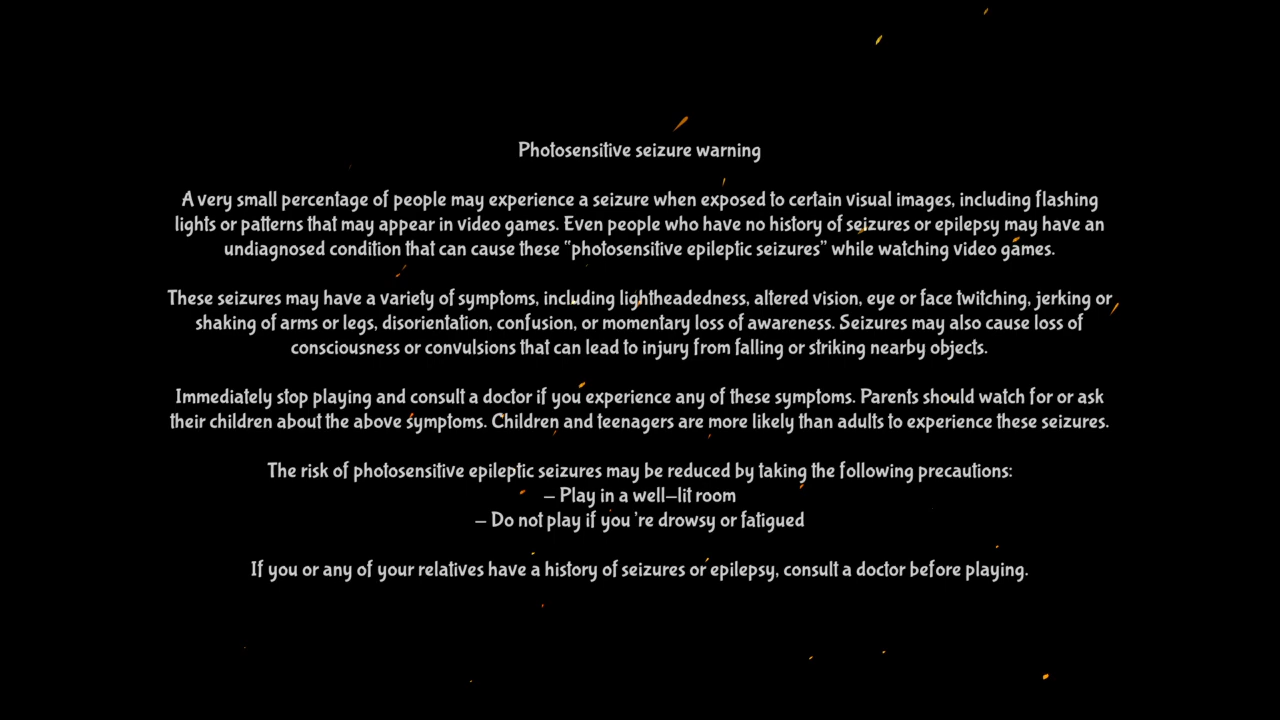 Photosensitive seizure warning
A very small percentage of people may experience a seizure when exposed to certain visual images, including flashing
lights or patterns that may appear in video games. Even people who have no history of seizures or epilepsy may have an
undiagnosed condition that can cause these "photosensitive epileptic seizures" while watching video games.
These seizures may have a variety of symptoms, including lightheadedness, altered vision, eye or face twitching, jerking or
shaking of arms or legs, disorientation, confusion, or momentary loss of awareness. Seizures may also cause loss of
consciousness or convulsions that can lead to injury from falling or striking nearby objects.
Immediately stop playing and consult a doctor if you experience any of these symptoms. Parents should watch for or ask
their children about the above symptoms. Children and teenagers are more likely than adults to experience these seizures.
The risk of photosensitive epileptic seizures may be reduced by taking the following precautions:
– Play in a well–lit room
– Do not play if you 're drowsy or fatigued
If you or any of your relatives have a history of seizures or epilepsy, consult a doctor before playing.